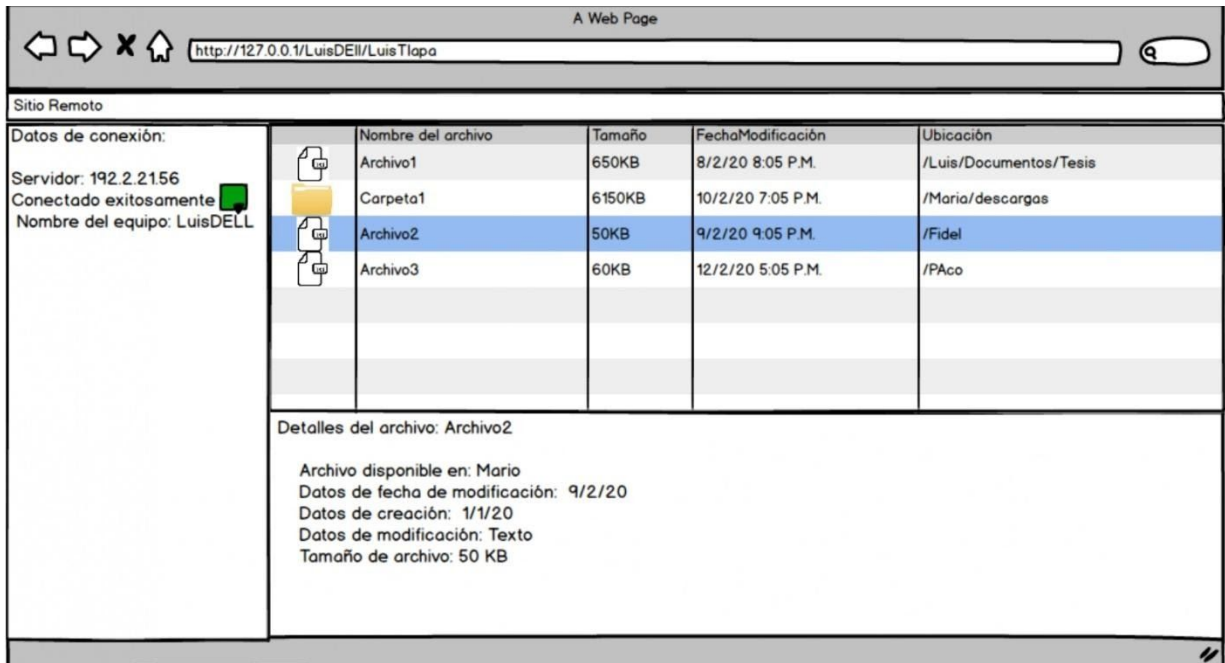 A Web Page
http://127.0.0.1/LuisDEll/LuisTlapa
Sitio Remoto
Datos de conexión:
Servidor: 192.2.21.56
Conectado exitosamente
Nombre del equipo: LuisDELL
Nombre del archivo Tamaño FechaModificación Ubicación
Archivo1 650KB 8/2/20 8:05 P.M. /Luis/Documentos/Tesis
Carpeta1 6150KB 10/2/20 7:05 P.M. /Maria/descargas
Archivo2 50KB 9/2/20 9:05 P.M. /Fidel
Archivo3 60KB 12/2/20 5:05 P.M. /PAco
Detalles del archivo: Archivo2
Archivo disponible en: Mario
Datos de fecha de modificación: 9/2/20
Datos de creación: 1/1/20
Datos de modificación: Texto
Tamaño de archivo: 50 KB